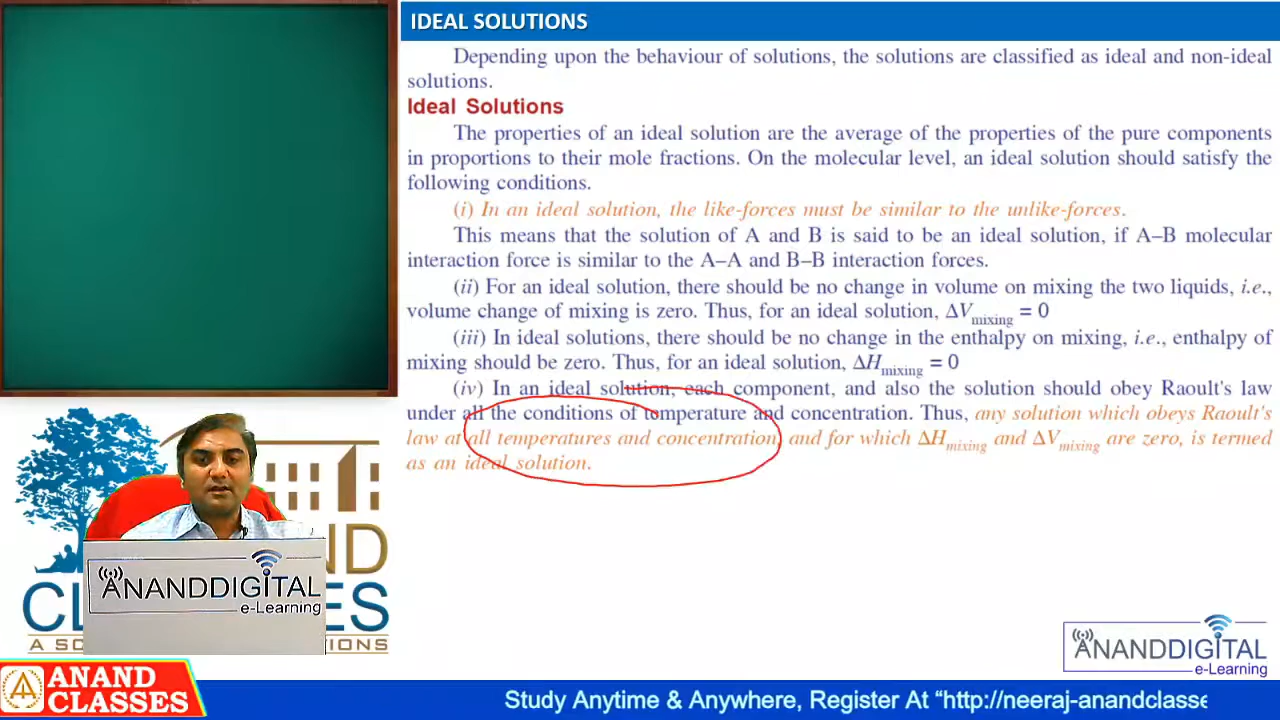 IDEAL SOLUTIONS
Depending upon the behaviour of solutions, the solutions are classified as ideal and non-ideal
solutions.
Ideal Solutions
The properties of an ideal solution are the average of the properties of the pure components
in proportions to their mole fractions. On the molecular level, an ideal solution should satisfy the
following conditions.
(i) In an ideal solution, the like-forces must be similar to the unlike-forces.
This means that the solution of A and B is said to be an ideal solution, if A–B molecular
interaction force is similar to the A–A and B–B interaction forces.
(ii) For an ideal solution, there should be no change in volume on mixing the two liquids, i.e.,
volume change of mixing is zero. Thus, for an ideal solution, ΔVmixing = 0
(iii) In ideal solutions, there should be no change in the enthalpy on mixing, i.e., enthalpy of
mixing should be zero. Thus, for an ideal solution, ΔHmixing = 0
(iv) In an ideal solution, each component, and also the solution should obey Raoult's law
under all the conditions of temperature and concentration. Thus, any solution which obeys Raoult's
law at all temperatures and concentration, and for which ΔHmixing and ΔVmixing are zero, is termed
as an ideal solution.
ANANDDIGITAL
e-Learning
ANANDDIGITAL
e-Learning
ANAND
CLASSES
Study Anytime & Anywhere, Register At “http://neeraj-anandclasse